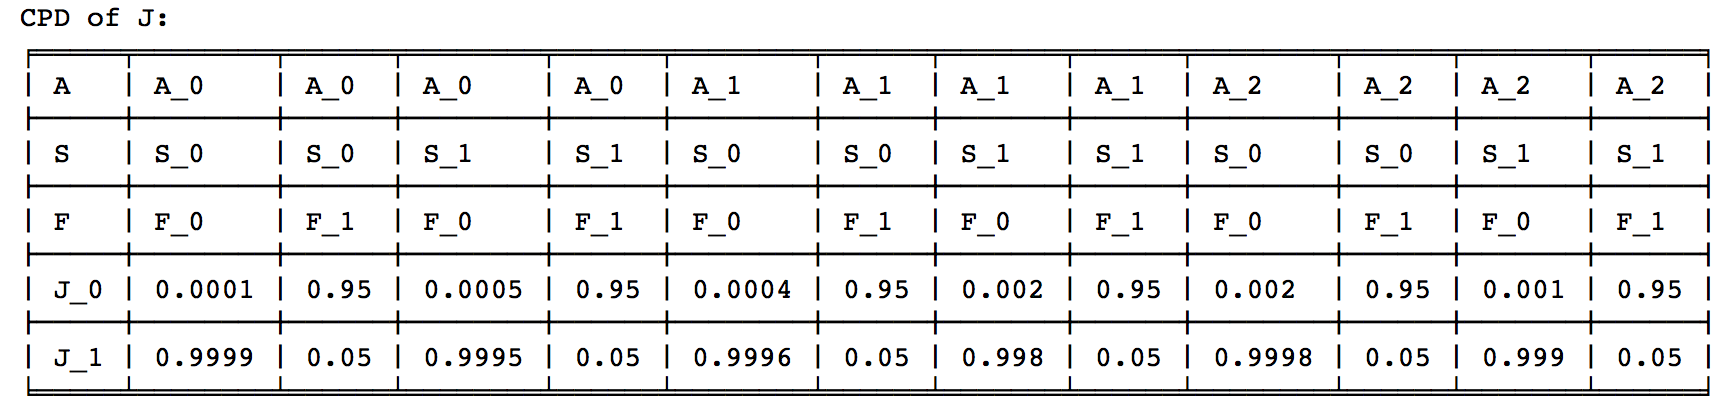 CPD of J:
| A | A_0 | A_0 | A_0 | A_0 | A_1 | A_1 | A_1 | A_1 | A_2 | A_2 | A_2 | A_2 |
| S | S_0 | S_0 | S_1 | S_1 | S_0 | S_0 | S_1 | S_1 | S_0 | S_0 | S_1 | S_1 |
| F | F_0 | F_1 | F_0 | F_1 | F_0 | F_1 | F_0 | F_1 | F_0 | F_1 | F_0 | F_1 |
| J_0 | 0.0001 | 0.95 | 0.0005 | 0.95 | 0.0004 | 0.95 | 0.002 | 0.95 | 0.002 | 0.95 | 0.001 | 0.95 |
| J_1 | 0.9999 | 0.05 | 0.9995 | 0.05 | 0.9996 | 0.05 | 0.998 | 0.05 | 0.9998 | 0.05 | 0.999 | 0.05 |